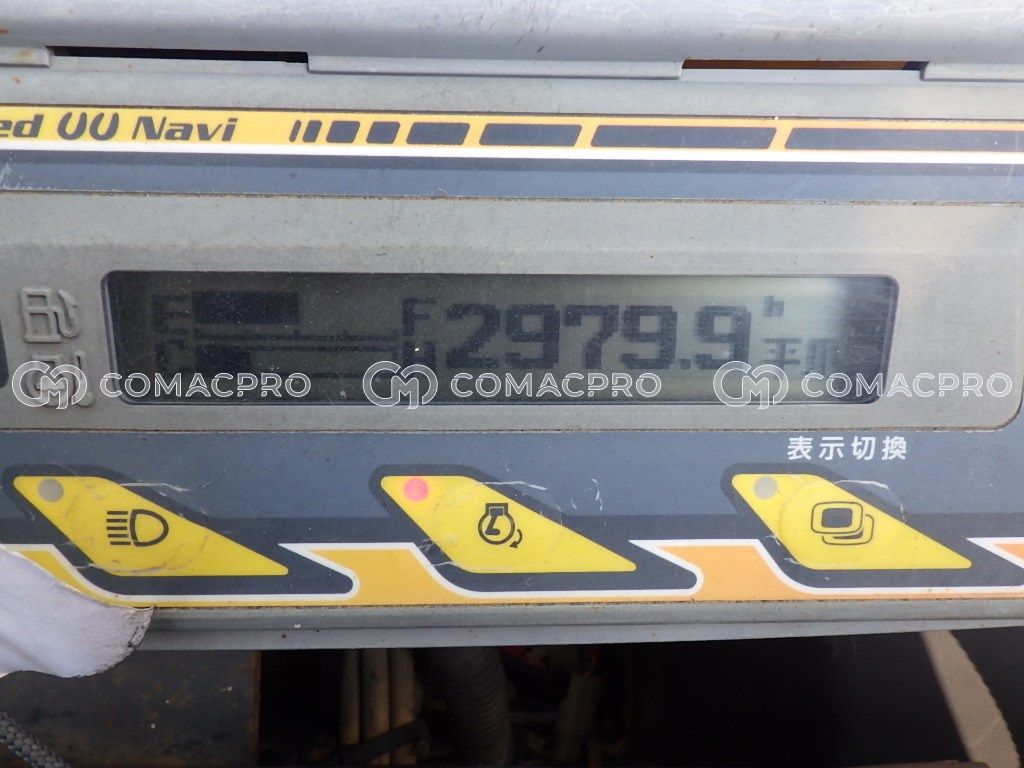 ed UU Navi
E F 2979.9 h
C H
COMACPRO COMACPRO COMACPRO
表示切換